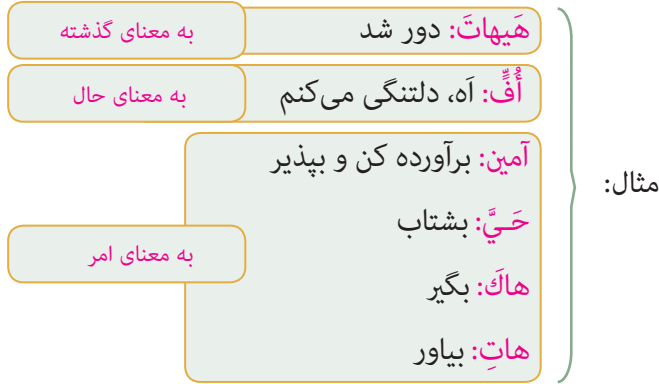 مثال:
هَیهاتَ: دور شد
به معنای گذشته
أُفٍّ: اَه، دلتنگی می‌کنم
به معنای حال
آمین: برآورده کن و بپذیر
حَـیَّ: بشتاب
هاكَ: بگیر
هاتِ: بیاور
به معنای امر